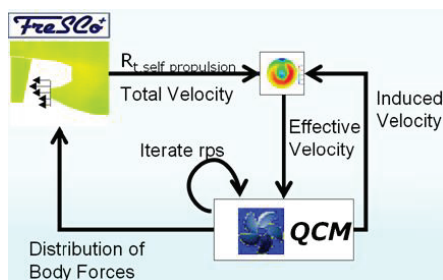 FreSCo+
Rt, self propulsion
Total Velocity
Induced
Velocity
Effective
Velocity
Iterate rps
QCM
Distribution of
Body Forces